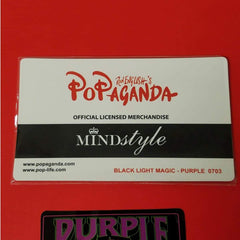 Ron English's
POPAGANDA
OFFICIAL LICENSED MERCHANDISE
MINDstyle
www.popaganda.com
www.pop-life.com
BLACK LIGHT MAGIC - PURPLE 0703
PURPLE